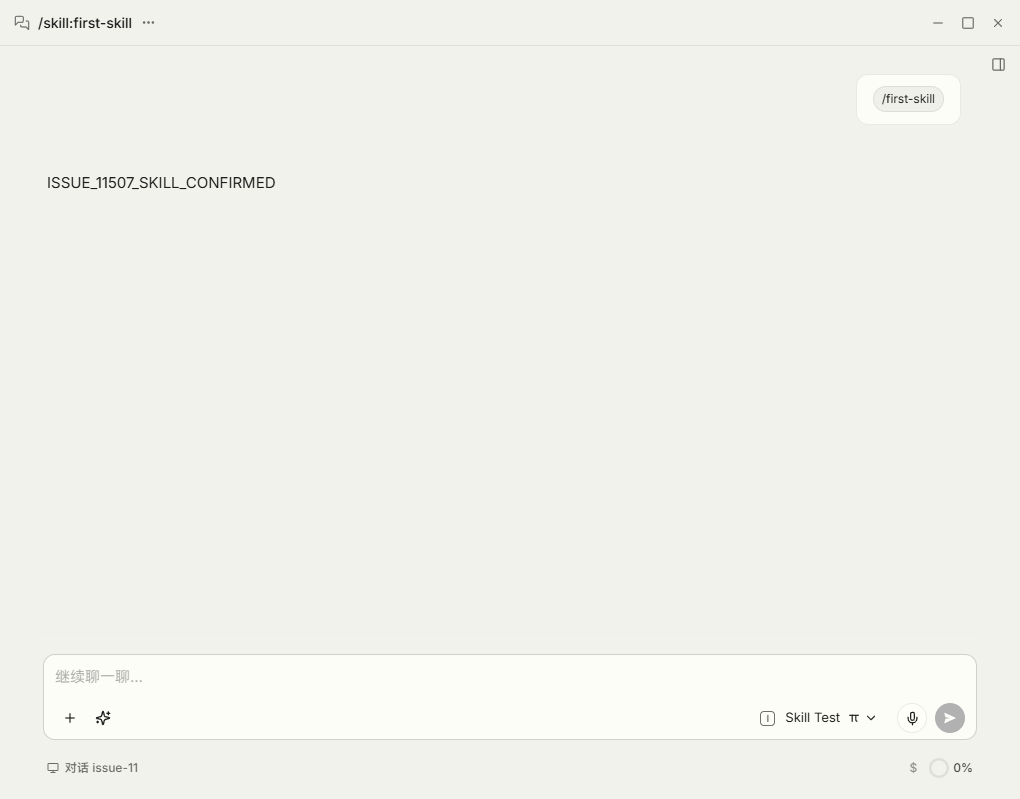 /skill:first-skill
/first-skill
ISSUE_11507_SKILL_CONFIRMED
继续聊一聊...
Skill Test π
对话 issue-11
$ 0%